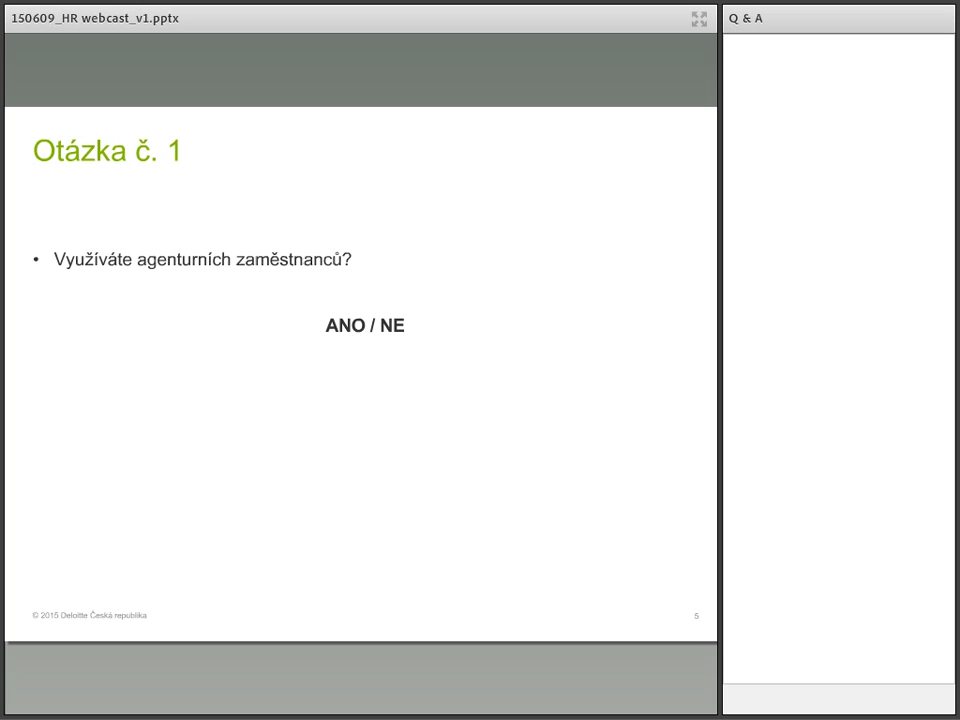 150609_HR webcast_v1.pptx
Q & A
Otázka č. 1
• Využíváte agenturních zaměstnanců?
ANO / NE
© 2015 Deloitte Česká republika
5